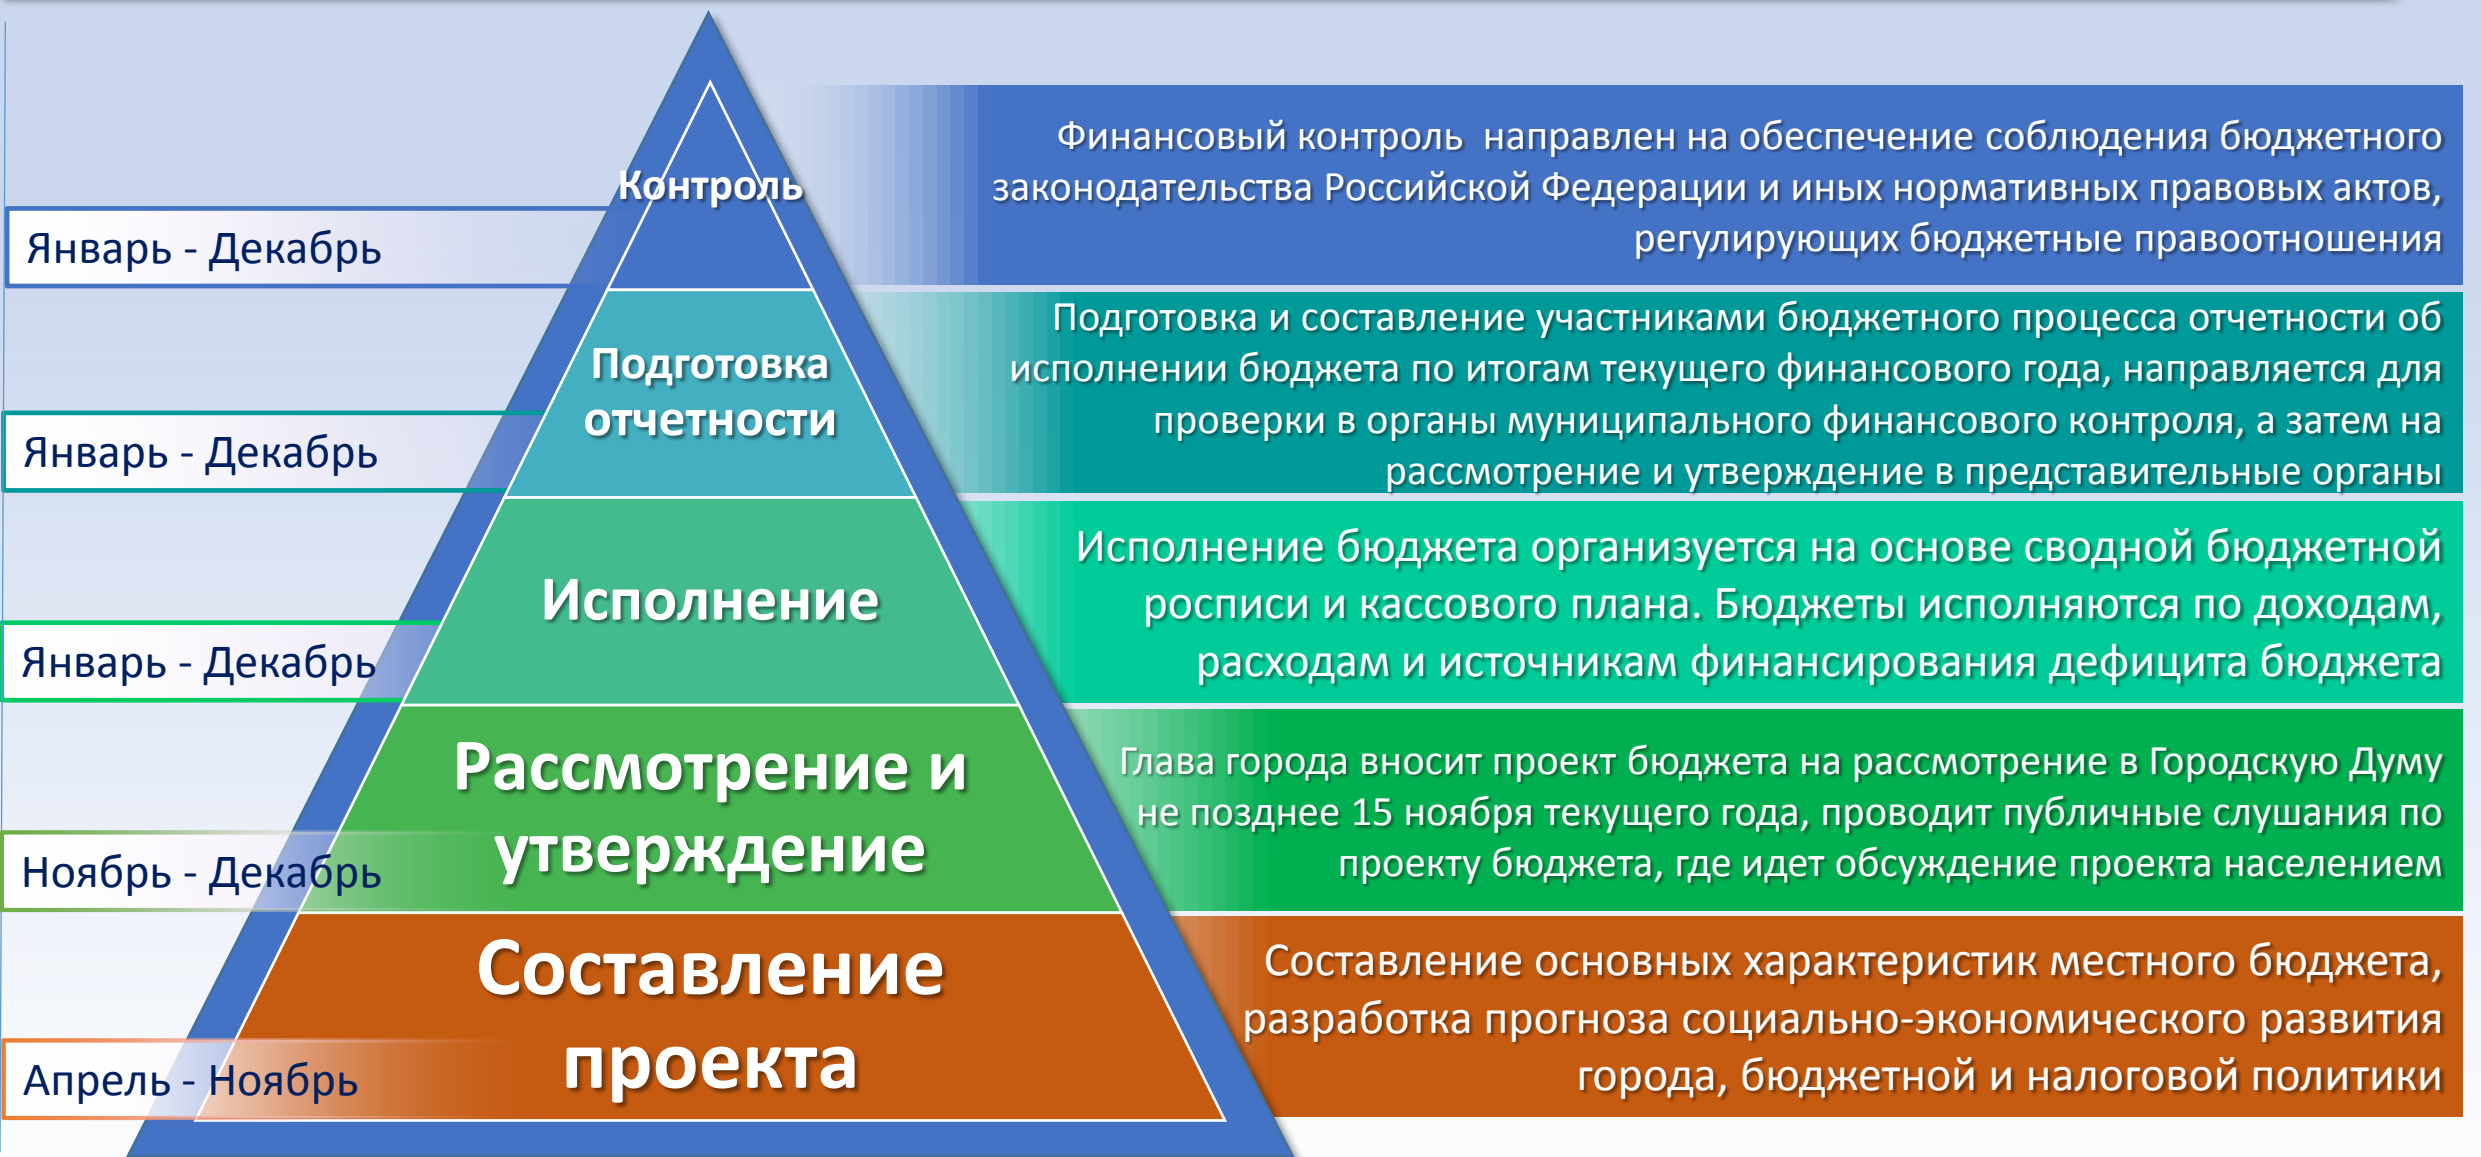 Контроль
Январь - Декабрь
Финансовый контроль направлен на обеспечение соблюдения бюджетного
законодательства Российской Федерации и иных нормативных правовых актов,
регулирующих бюджетные правоотношения
Подготовка
отчетности
Январь - Декабрь
Подготовка и составление участниками бюджетного процесса отчетности об
исполнении бюджета по итогам текущего финансового года, направляется для
проверки в органы муниципального финансового контроля, а затем на
рассмотрение и утверждение в представительные органы
Исполнение
Январь - Декабрь
Исполнение бюджета организуется на основе сводной бюджетной
росписи и кассового плана. Бюджеты исполняются по доходам,
расходам и источникам финансирования дефицита бюджета
Рассмотрение и
утверждение
Ноябрь - Декабрь
Глава города вносит проект бюджета на рассмотрение в Городскую Думу
не позднее 15 ноября текущего года, проводит публичные слушания по
проекту бюджета, где идет обсуждение проекта населением
Составление
проекта
Апрель - Ноябрь
Составление основных характеристик местного бюджета,
разработка прогноза социально-экономического развития
города, бюджетной и налоговой политики